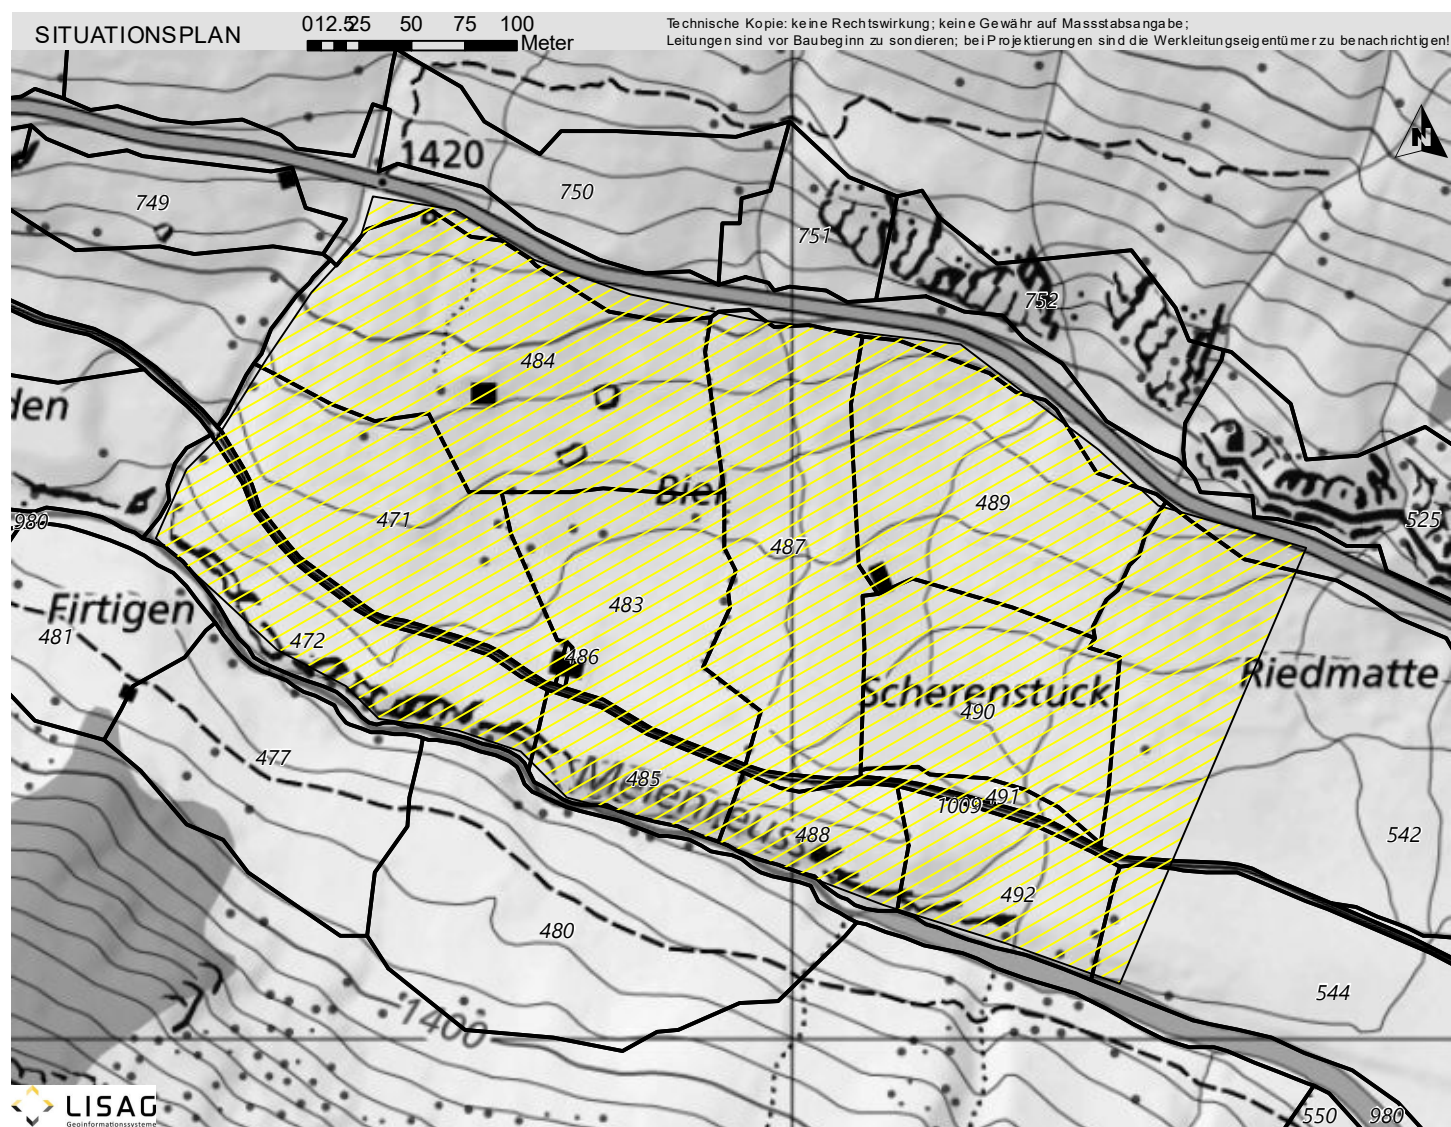 SITUATIONSPLAN
0 12.5 25 50 75 100
Meter
Technische Kopie: keine Rechtswirkung; keine Gewähr auf Massstabsangabe;
Leitungen sind vor Baubeginn zu sondieren; bei Projektierungen sind die Werkleitungseigentümer zu benachrichtigen!
N
1420
749
750
751
752
484
den
Biel
471
489
525
980
487
Firtigen
483
481
472
486
Riedmatte
Scherenstuck
490
477
485
491
1009
488
542
492
480
544
1400
550
980
LISAG
Geoinformationssysteme